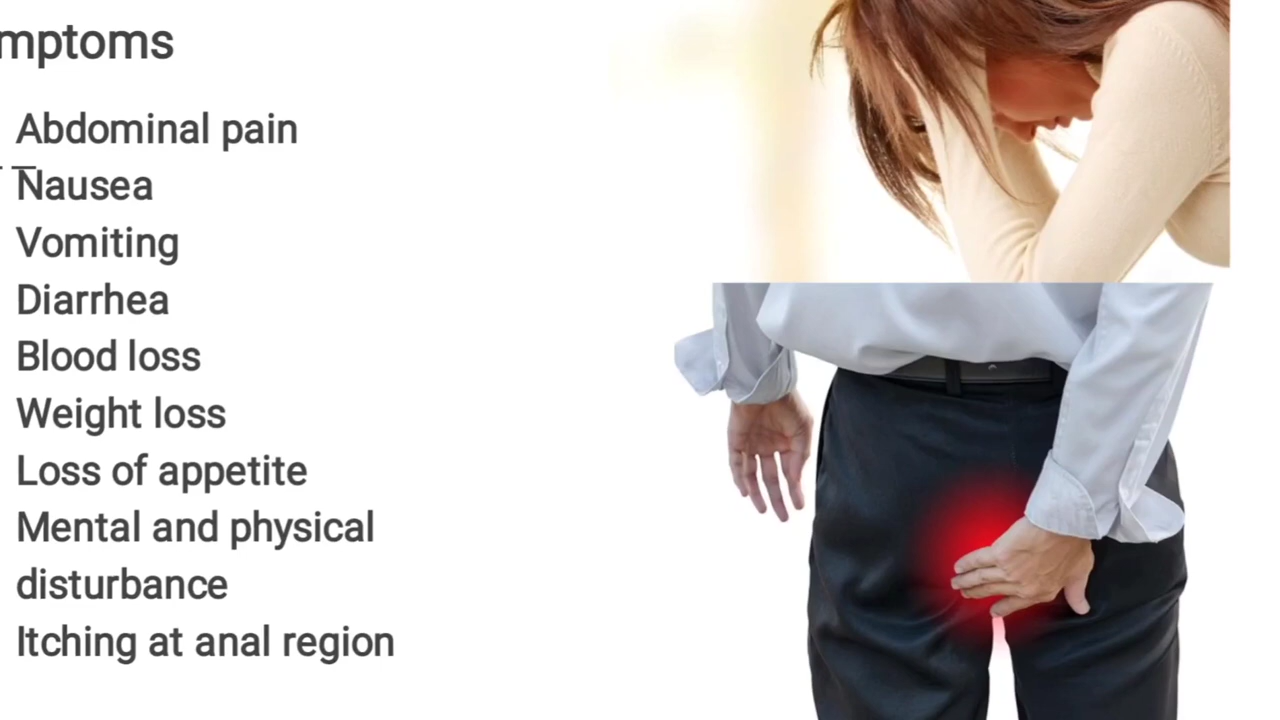 mptoms
Abdominal pain
Nausea
Vomiting
Diarrhea
Blood loss
Weight loss
Loss of appetite
Mental and physical
disturbance
Itching at anal region